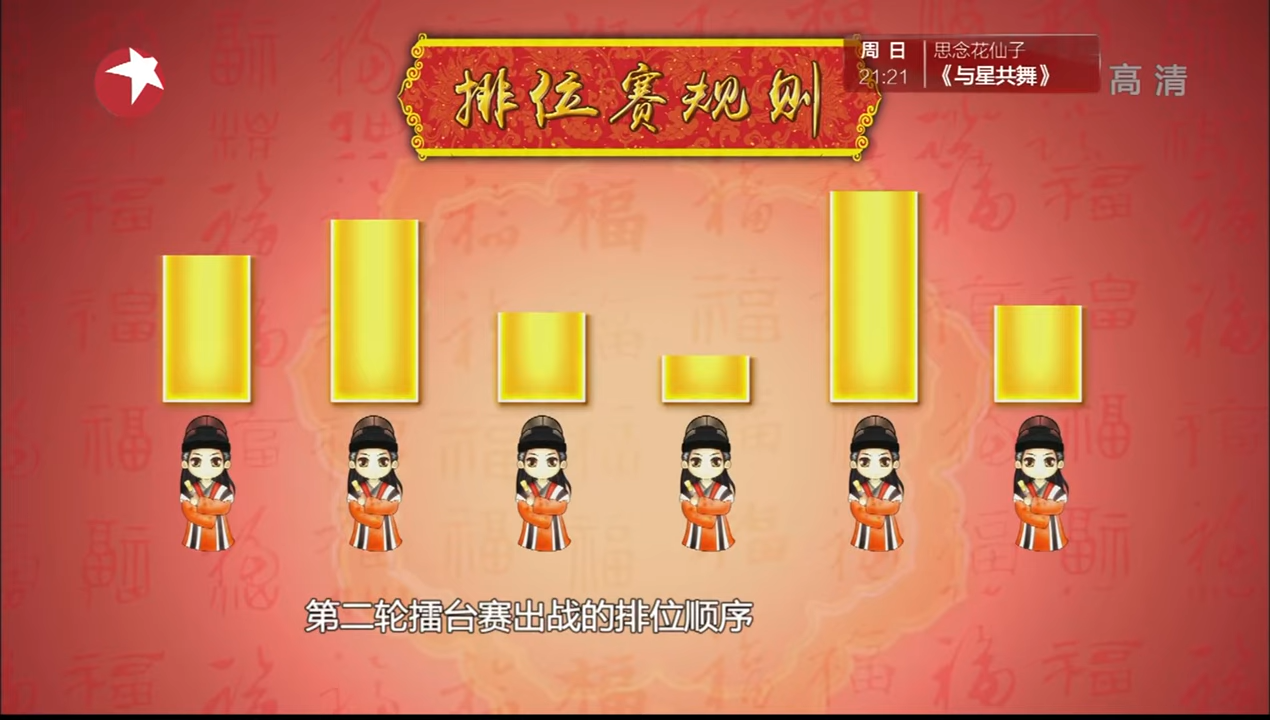 排位赛规则
周日 思念花仙子
21:21 《与星共舞》
高清
第二轮擂台赛出战的排位顺序